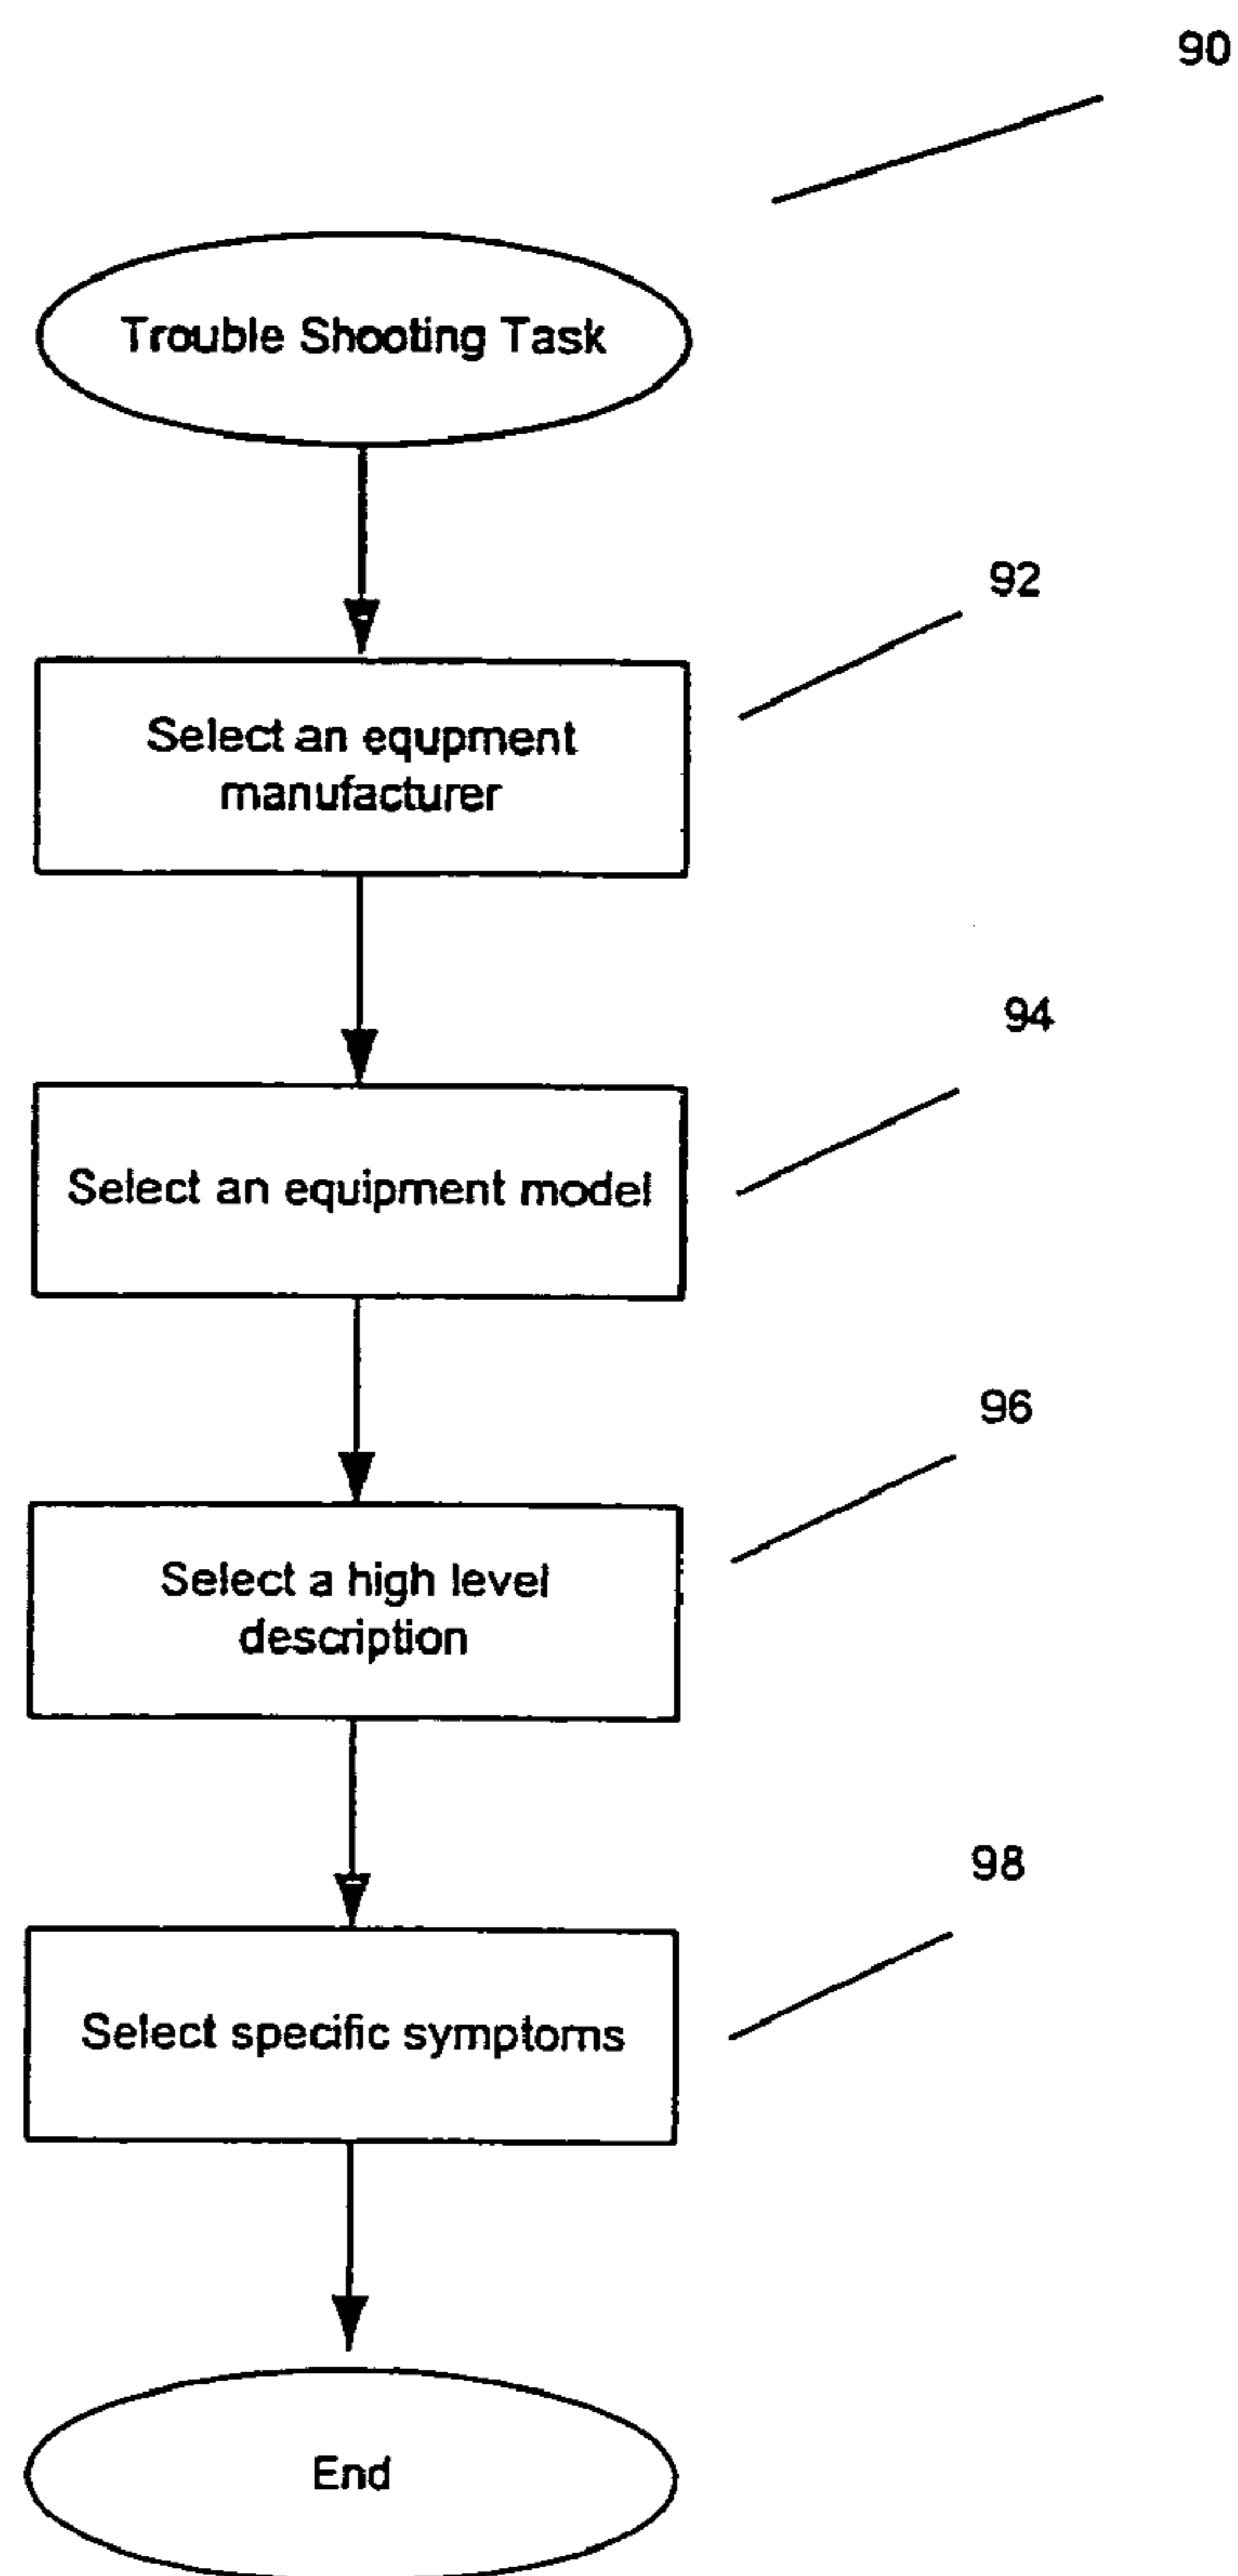 90
Trouble Shooting Task
92
Select an equpment
manufacturer
94
Select an equipment model
96
Select a high level
description
98
Select specific symptoms
End